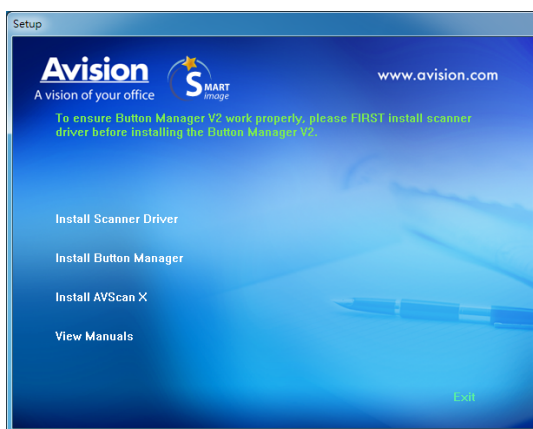 Setup
Avision
A vision of your office
SMART
image
www.avision.com
To ensure Button Manager V2 work properly, please FIRST install scanner
driver before installing the Button Manager V2.
Install Scanner Driver
Install Button Manager
Install AVScan X
View Manuals
Exit